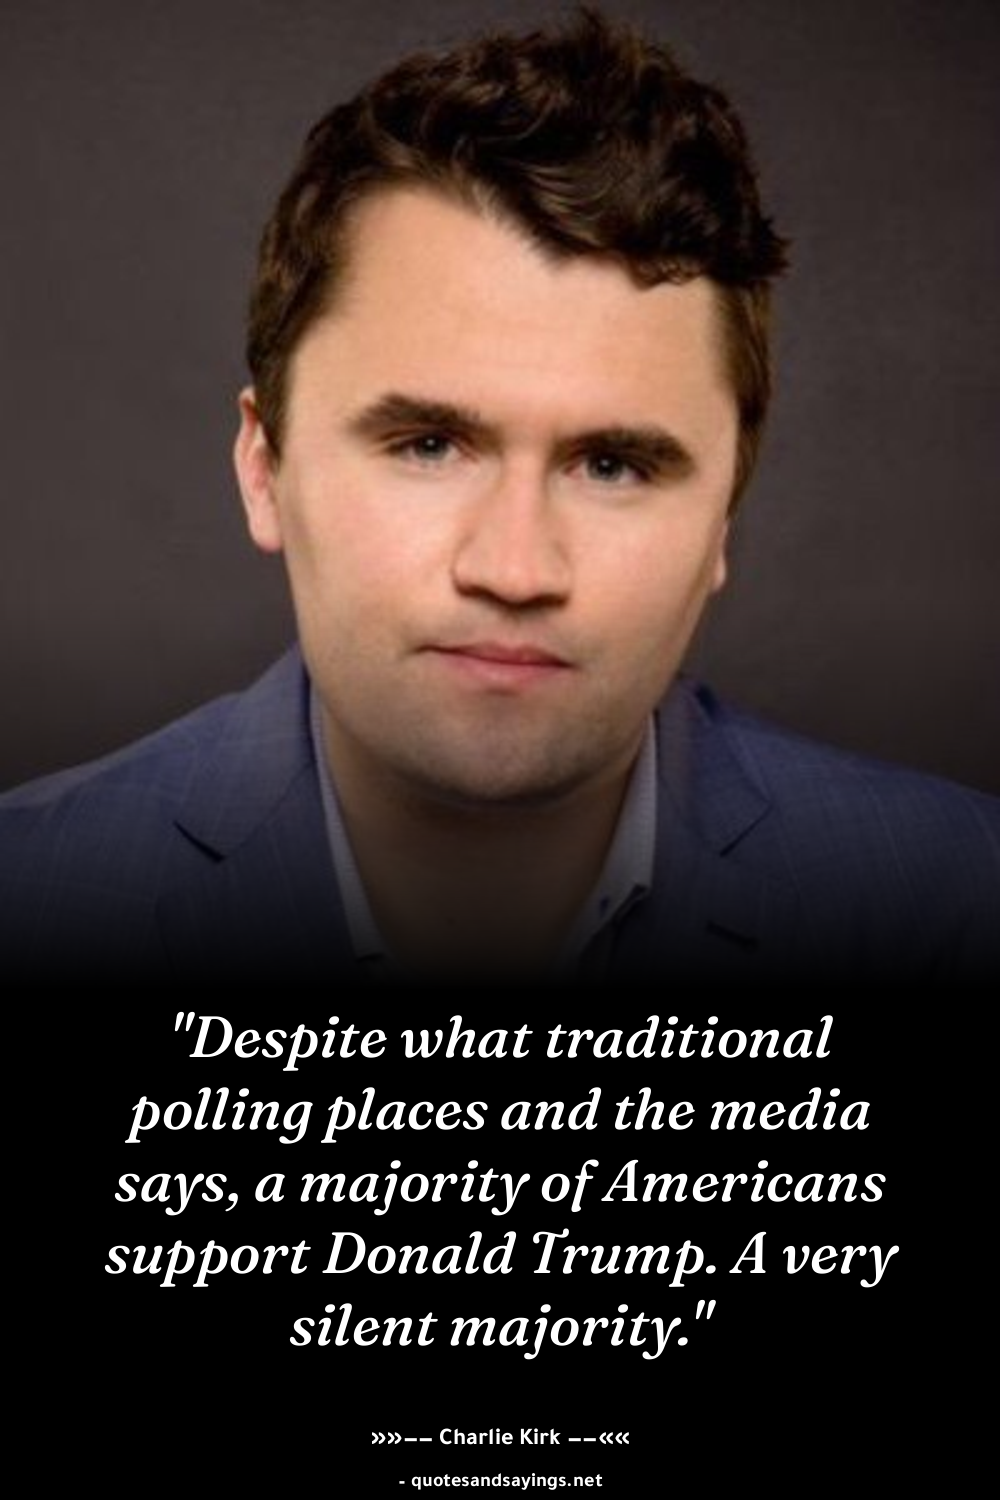 "Despite what traditional
polling places and the media
says, a majority of Americans
support Donald Trump. A very
silent majority."
»»–– Charlie Kirk ––««
- quotesandsayings.net